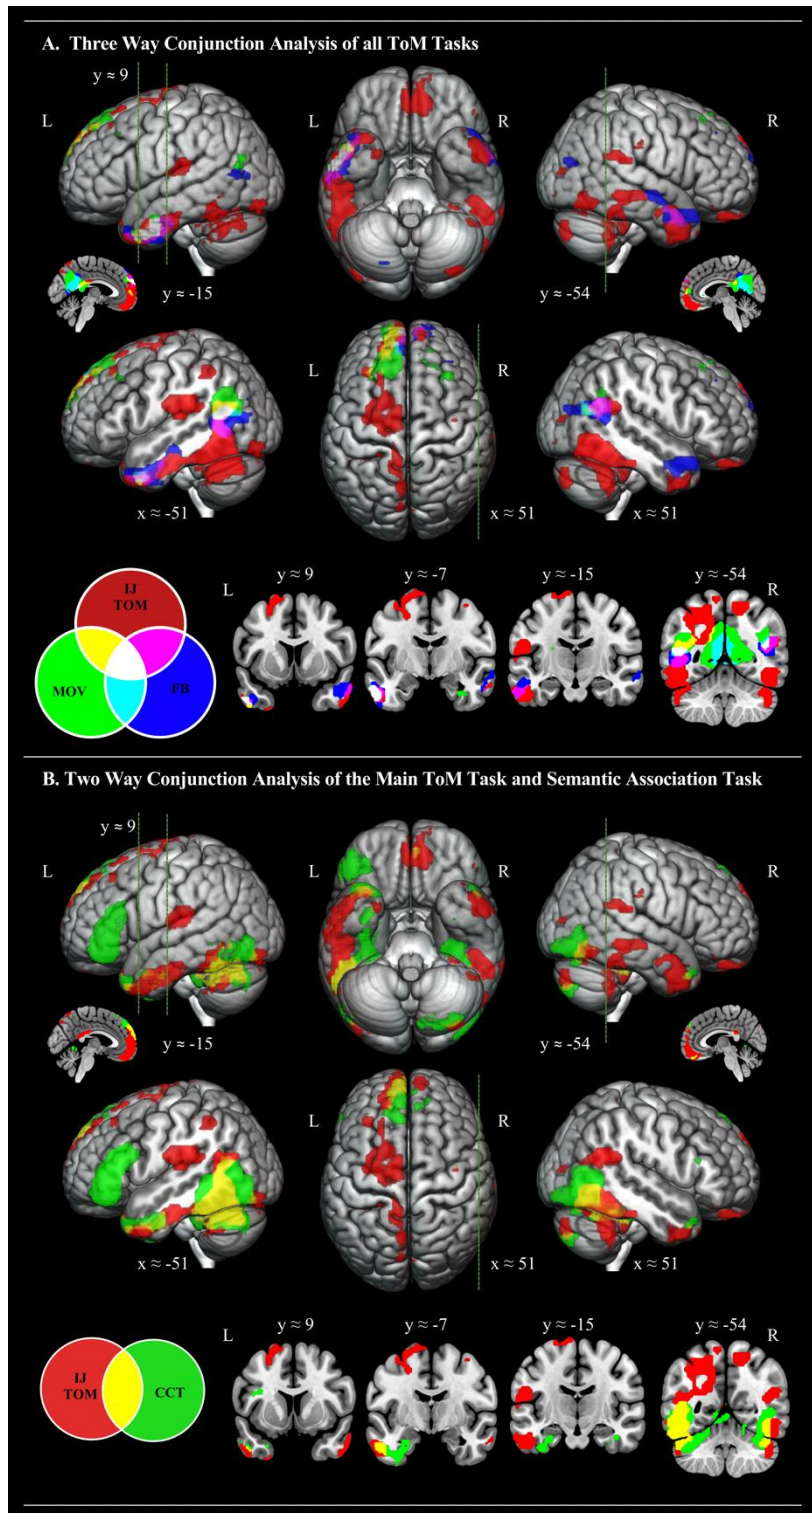 A. Three Way Conjunction Analysis of all ToM Tasks
y ≈ 9
L
L
R
R
y ≈ -15
y ≈ -54
L
R
x ≈ -51
x ≈ 51
x ≈ 51
IJ
TOM
MOV
FB
L
y ≈ 9
y ≈ -7
y ≈ -15
y ≈ -54
R
B. Two Way Conjunction Analysis of the Main ToM Task and Semantic Association Task
y ≈ 9
L
L
R
R
y ≈ -15
y ≈ -54
L
R
x ≈ -51
x ≈ 51
x ≈ 51
L
y ≈ 9
y ≈ -7
y ≈ -15
y ≈ -54
R
IJ
TOM
CCT